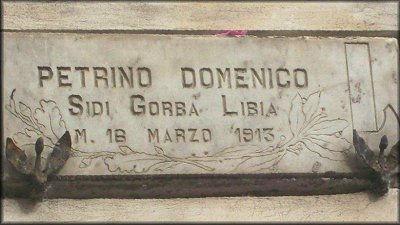 PETRINO DOMENICO
SIDI GORBA LIBIA
M. 18 MARZO 1913